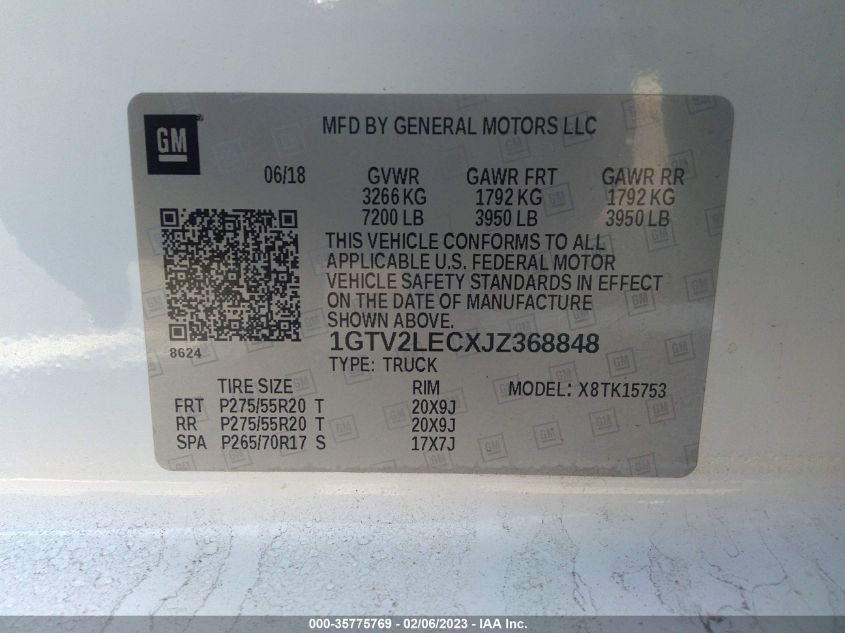 GM
MFD BY GENERAL MOTORS LLC
06/18 GVWR GAWR FRT GAWR RR
3266 KG 1792 KG 1792 KG
7200 LB 3950 LB 3950 LB
THIS VEHICLE CONFORMS TO ALL
APPLICABLE U.S. FEDERAL MOTOR
VEHICLE SAFETY STANDARDS IN EFFECT
ON THE DATE OF MANUFACTURE
SHOWN ABOVE.
1GTV2LECXJZ368848
8624
TYPE: TRUCK
TIRE SIZE RIM MODEL: X8TK15753
FRT P275/55R20 T 20X9J
RR P275/55R20 T 20X9J
SPA P265/70R17 S 17X7J
000-35775769 - 02/06/2023 - IAA Inc.